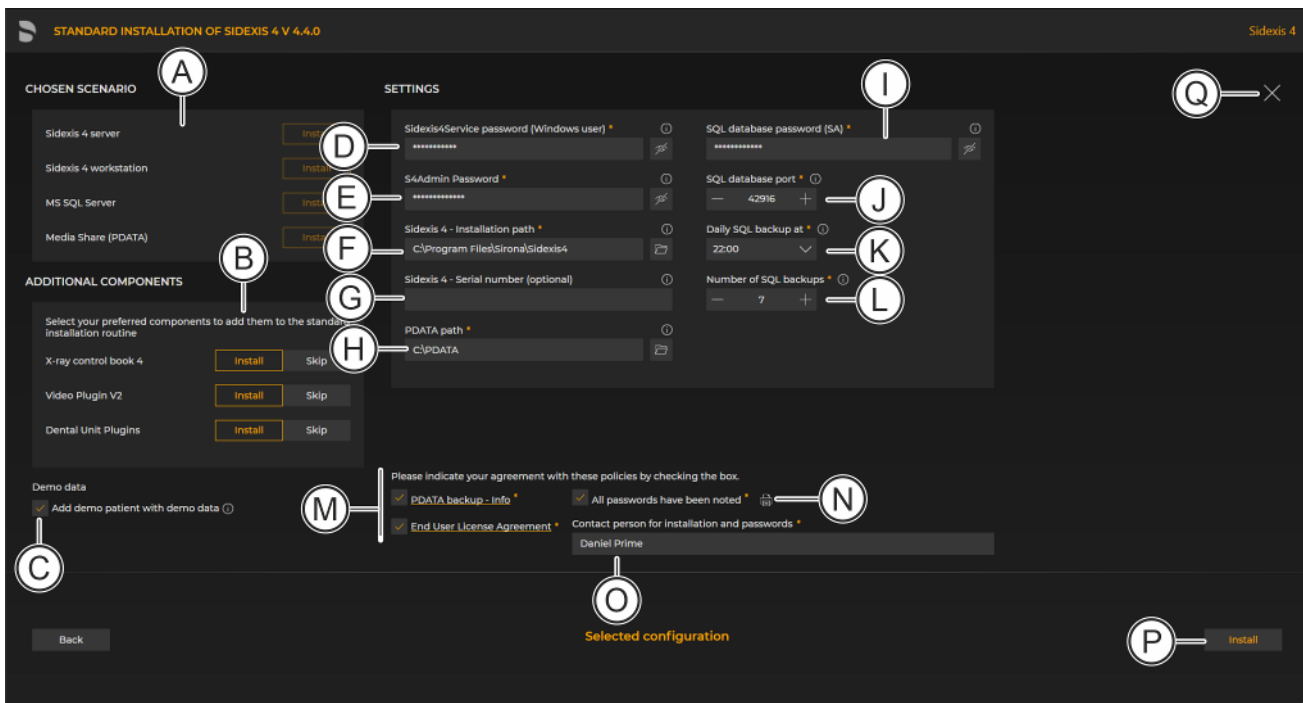 STANDARD INSTALLATION OF SIDEXIS 4 V 4.4.0
Sidexis 4
A
I
CHOSEN SCENARIO
SETTINGS
Q
Sidexis 4 server
Install
Sidexis 4 workstation
Install
MS SQL Server
Media Share (PDATA)
Install
D
Sidexis4Service password (Windows user) *
************
SQL database password (SA) *
*************
E
S4Admin Password *
**************
SQL database port *
42916
J
F
Sidexis 4 - Installation path *
C:\Program Files\Sirona\Sidexis4
Daily SQL backup at *
22:00
K
G
Sidexis 4 - Serial number (optional)
Number of SQL backups *
7
L
H
PDATA path *
C:\PDATA
B
ADDITIONAL COMPONENTS
Select your preferred components to add them to the standard
installation routine
X-ray control book 4
Install
Skip
Video Plugin V2
Install
Skip
Dental Unit Plugins
Install
Skip
Demo data
Add demo patient with demo data
C
M
Please indicate your agreement with these policies by checking the box.
PDATA backup - Info *
All passwords have been noted *
N
End User License Agreement *
Contact person for installation and passwords *
Daniel Prime
O
Back
Selected configuration
P
Install